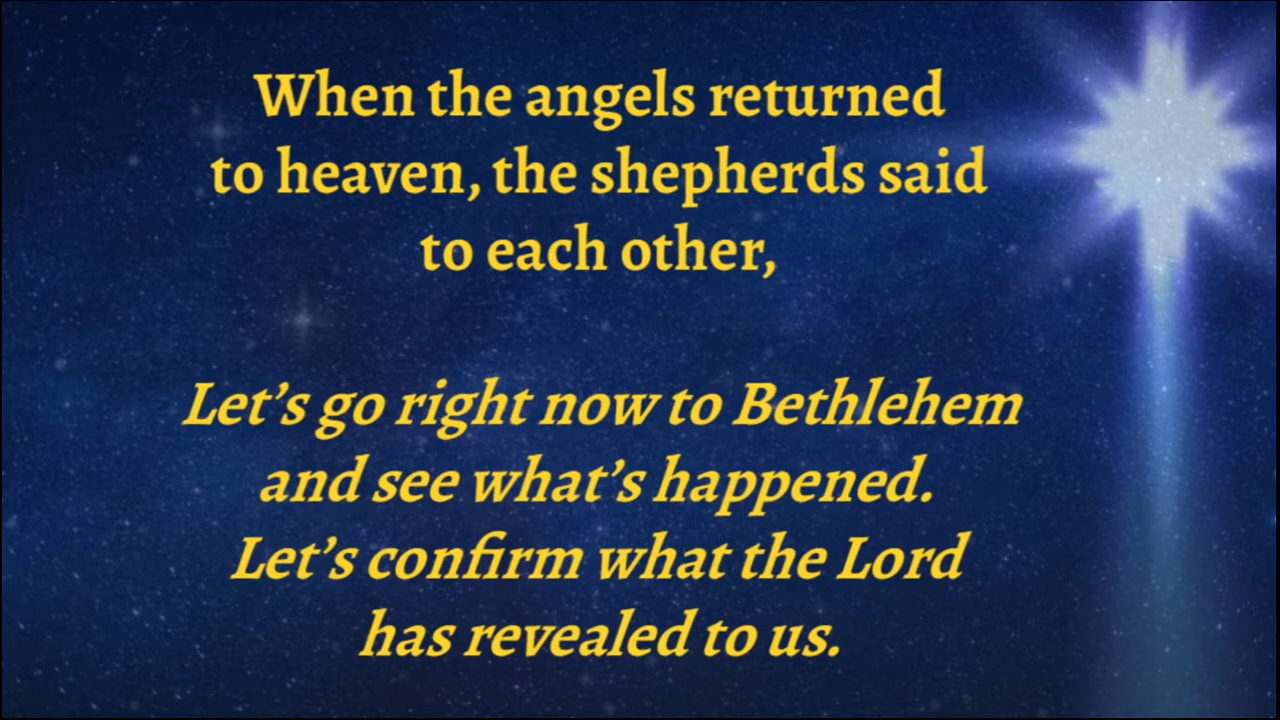 When the angels returned
to heaven, the shepherds said
to each other,
Let’s go right now to Bethlehem
and see what’s happened.
Let’s confirm what the Lord
has revealed to us.